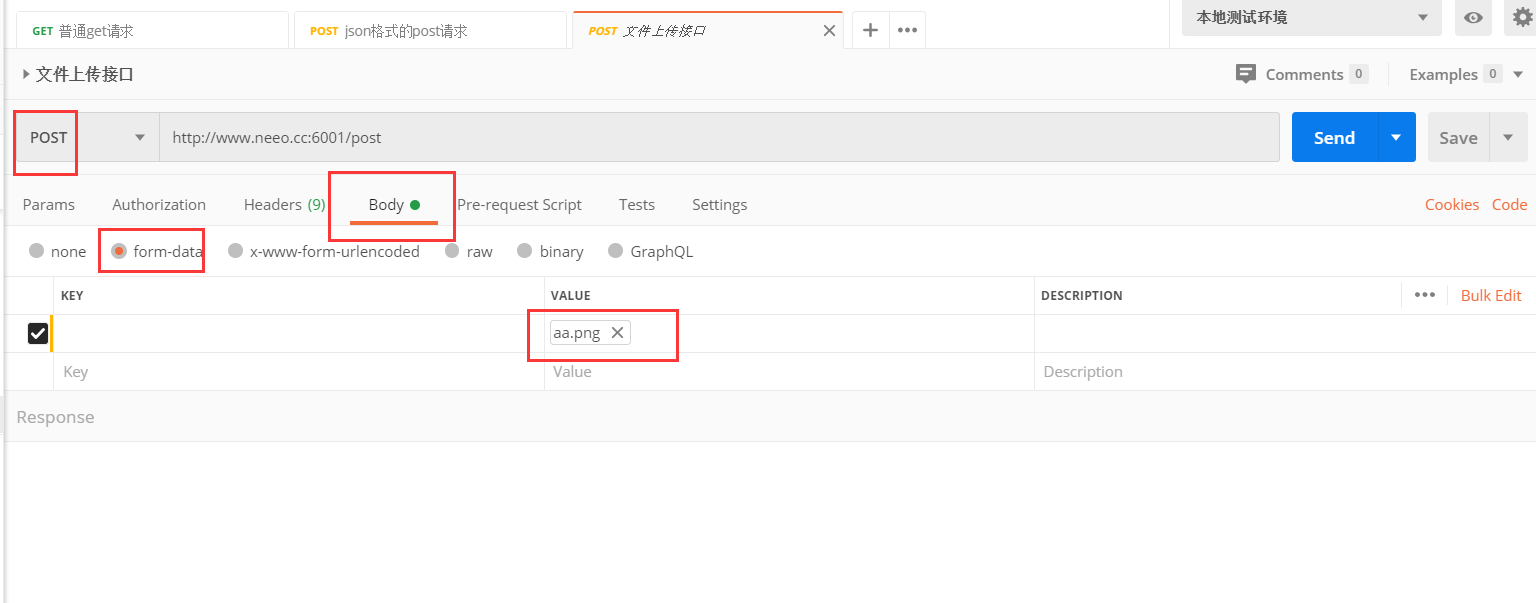 GET 普通get请求 POST json格式的post请求 POST 文件上传接口 本地测试环境
文件上传接口 Comments 0 Examples 0
POST http://www.neeo.cc:6001/post Send Save
Params Authorization Headers (9) Body Pre-request Script Tests Settings Cookies Code
none form-data x-www-form-urlencoded raw binary GraphQL
KEY VALUE DESCRIPTION Bulk Edit
aa.png
Key Value Description
Response